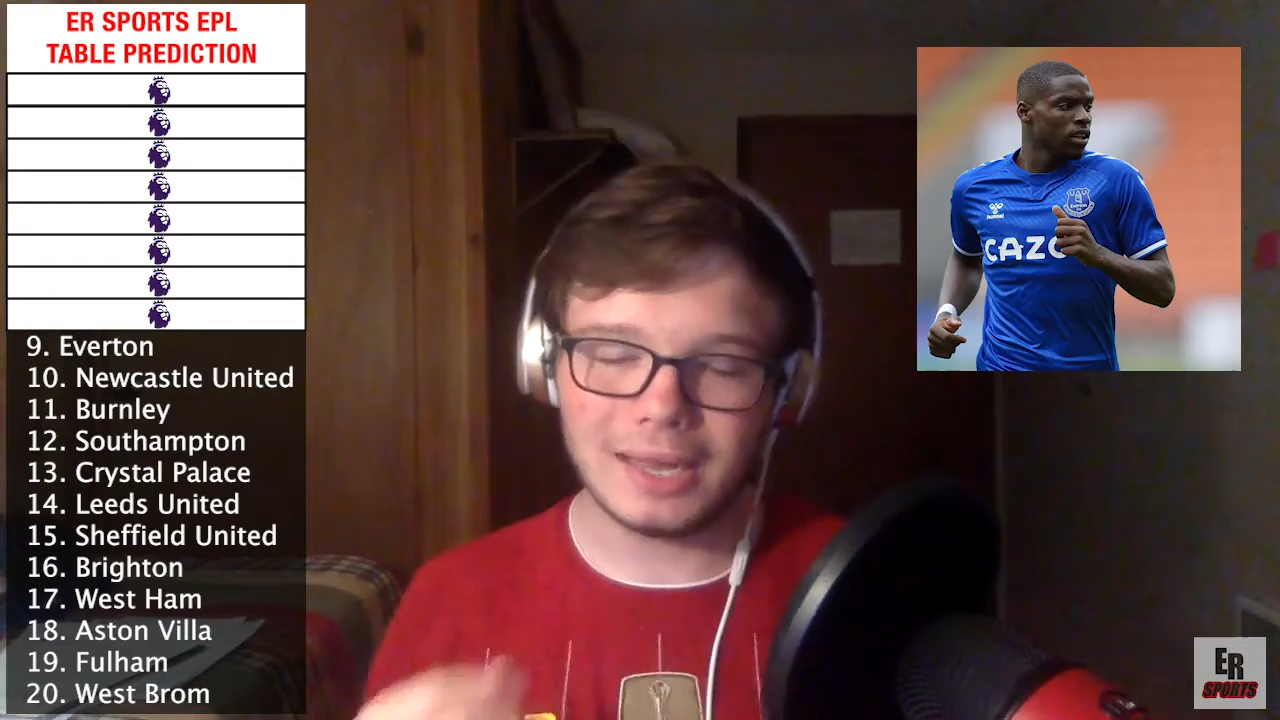 ER SPORTS EPL
TABLE PREDICTION
9. Everton
10. Newcastle United
11. Burnley
12. Southampton
13. Crystal Palace
14. Leeds United
15. Sheffield United
16. Brighton
17. West Ham
18. Aston Villa
19. Fulham
20. West Brom
hummel
Everton
CAZO
ER
SPORTS